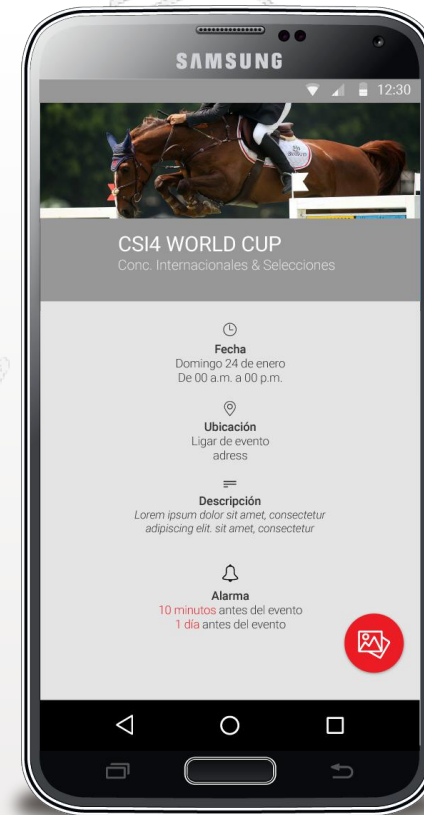 SAMSUNG
12:30
CSI4 WORLD CUP
Conc. Internacionales & Selecciones
Fecha
Domingo 24 de enero
De 00 a.m. a 00 p.m.
Ubicación
Ligar de evento
adress
Descripción
Lorem ipsum dolor sit amet, consectetur
adipiscing elit. sit amet, consectetur
Alarma
10 minutos antes del evento
1 día antes del evento